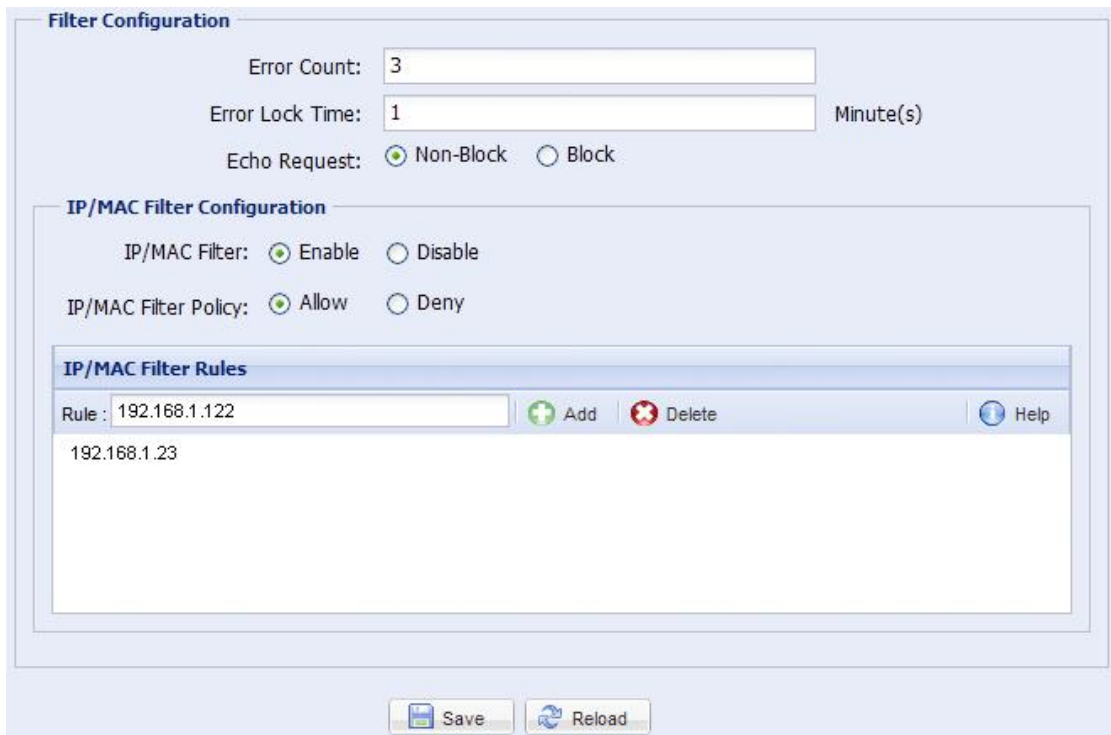 Filter Configuration
Error Count: 3
Error Lock Time: 1 Minute(s)
Echo Request: Non-Block Block
IP/MAC Filter Configuration
IP/MAC Filter: Enable Disable
IP/MAC Filter Policy: Allow Deny
IP/MAC Filter Rules
Rule : 192.168.1.122 Add Delete Help
192.168.1.23
Save Reload